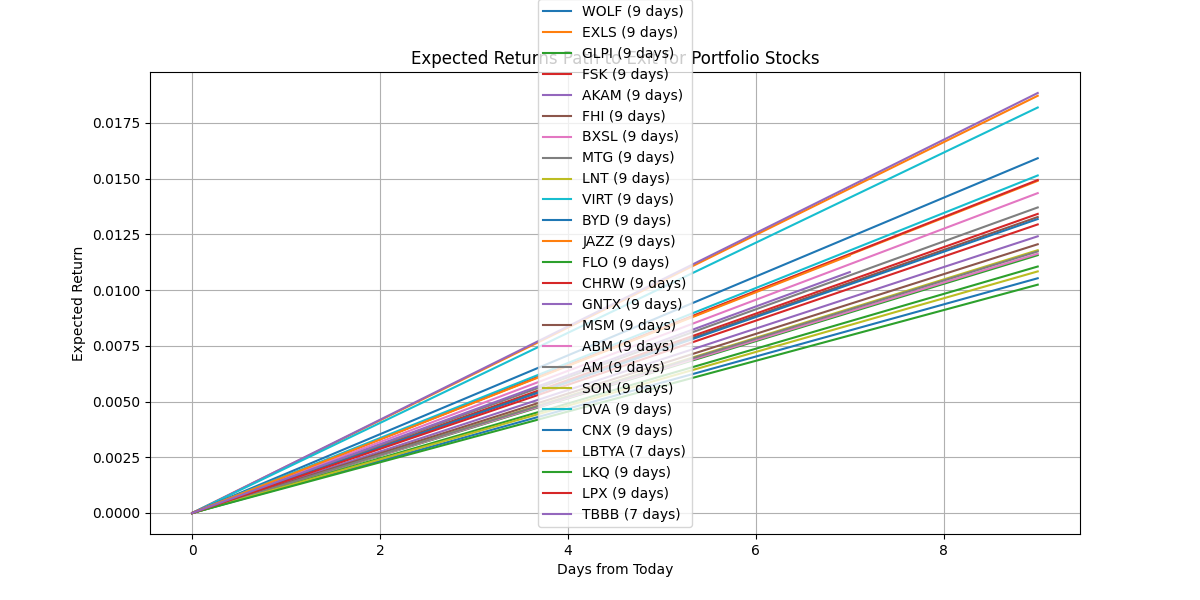 WOLF (9 days)
EXLS (9 days)
GLPI (9 days)
Expected Returns Path to Exit for Portfolio Stocks
FSK (9 days)
AKAM (9 days)
FHI (9 days)
BXSL (9 days)
MTG (9 days)
LNT (9 days)
VIRT (9 days)
BYD (9 days)
JAZZ (9 days)
FLO (9 days)
CHRW (9 days)
GNTX (9 days)
MSM (9 days)
ABM (9 days)
AM (9 days)
SON (9 days)
DVA (9 days)
CNX (9 days)
LBTYA (7 days)
LKQ (9 days)
LPX (9 days)
TBBB (7 days)
Expected Return
0.0175
0.0150
0.0125
0.0100
0.0075
0.0050
0.0025
0.0000
0 2 4 6 8
Days from Today